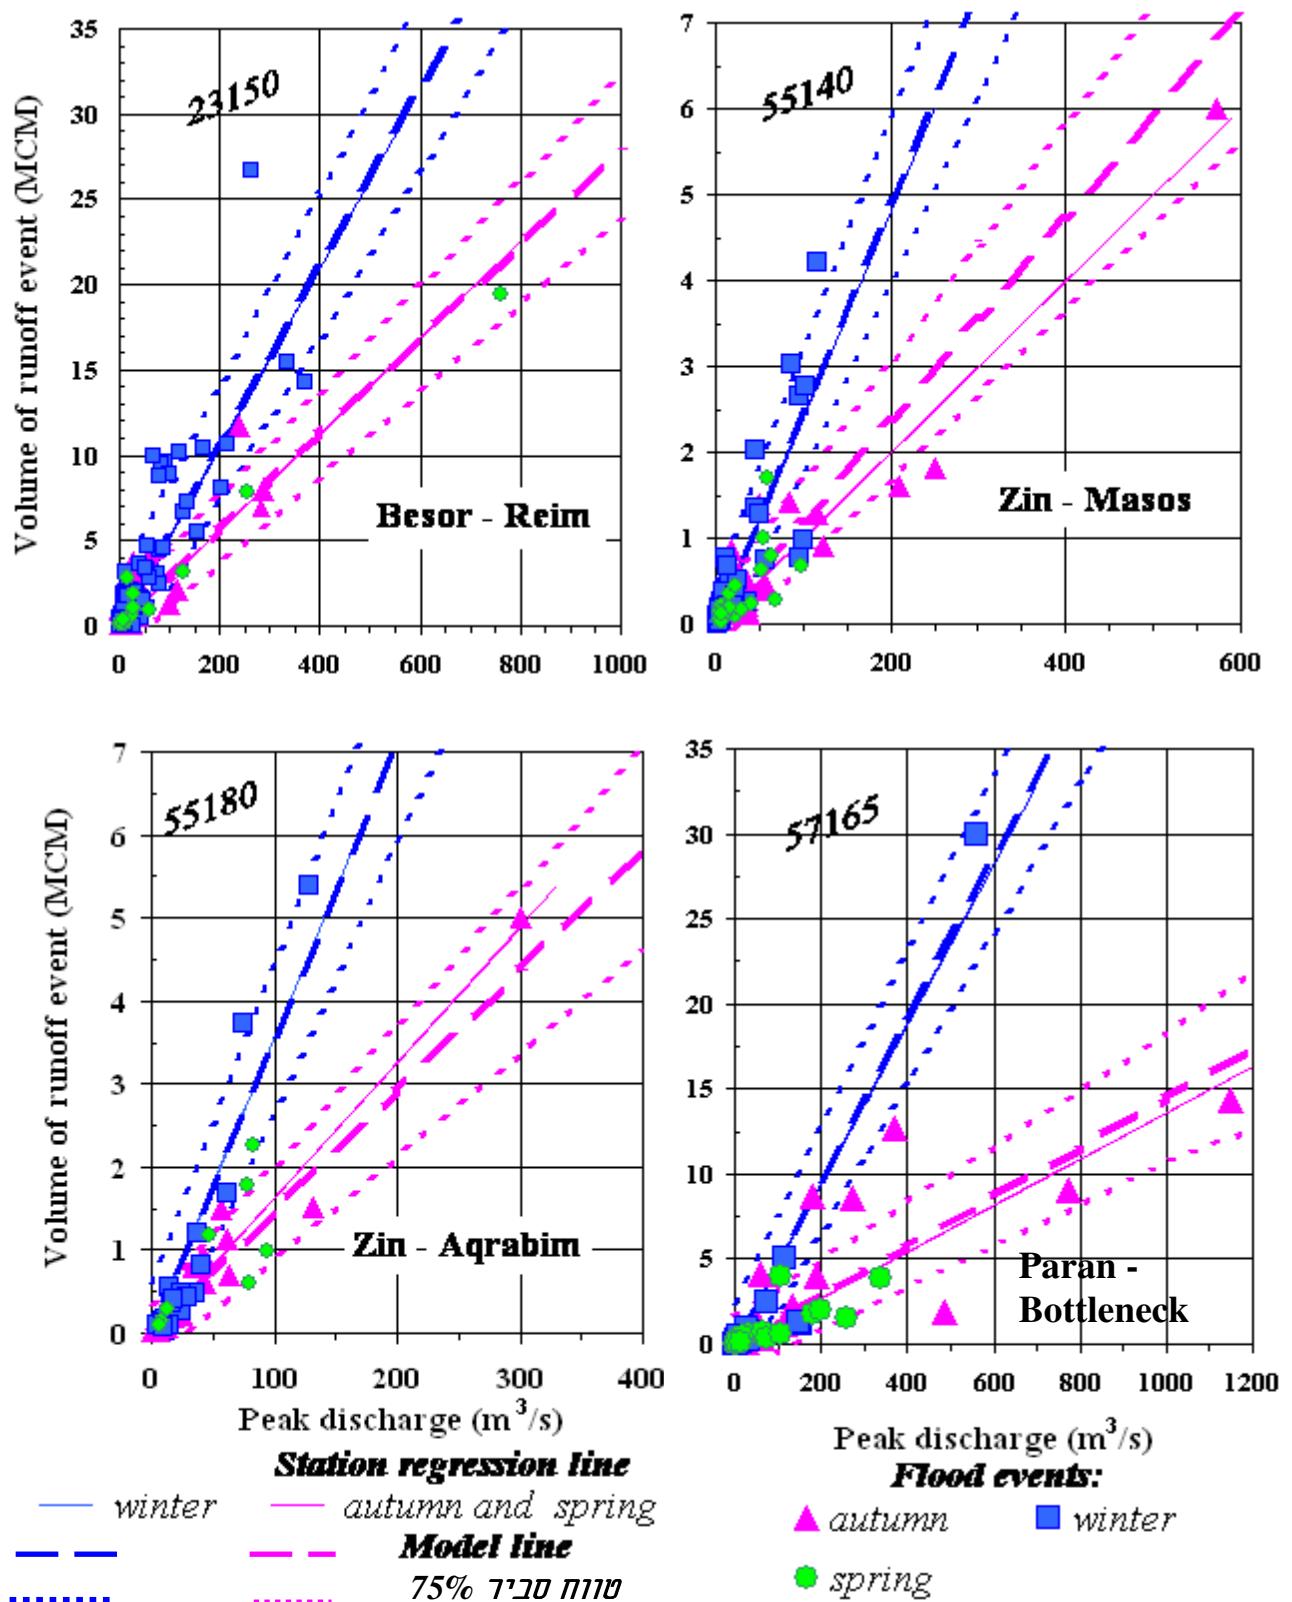 35
30
25
20
15
10
5
0
0 200 400 600 800 1000
Volume of runoff event (MCM)
23150
Besor - Reim
7
6
5
4
3
2
1
0
0 200 400 600
55140
Zin - Masos
7
6
5
4
3
2
1
0
0 100 200 300 400
Volume of runoff event (MCM)
55180
Zin - Aqrabim
Peak discharge (m³/s)
35
30
25
20
15
10
5
0
0 200 400 600 800 1000 1200
57165
Paran -
Bottleneck
Peak discharge (m³/s)
Station regression line
winter autumn and spring
Model line
טווח סביר 75%
Flood events:
autumn winter
spring